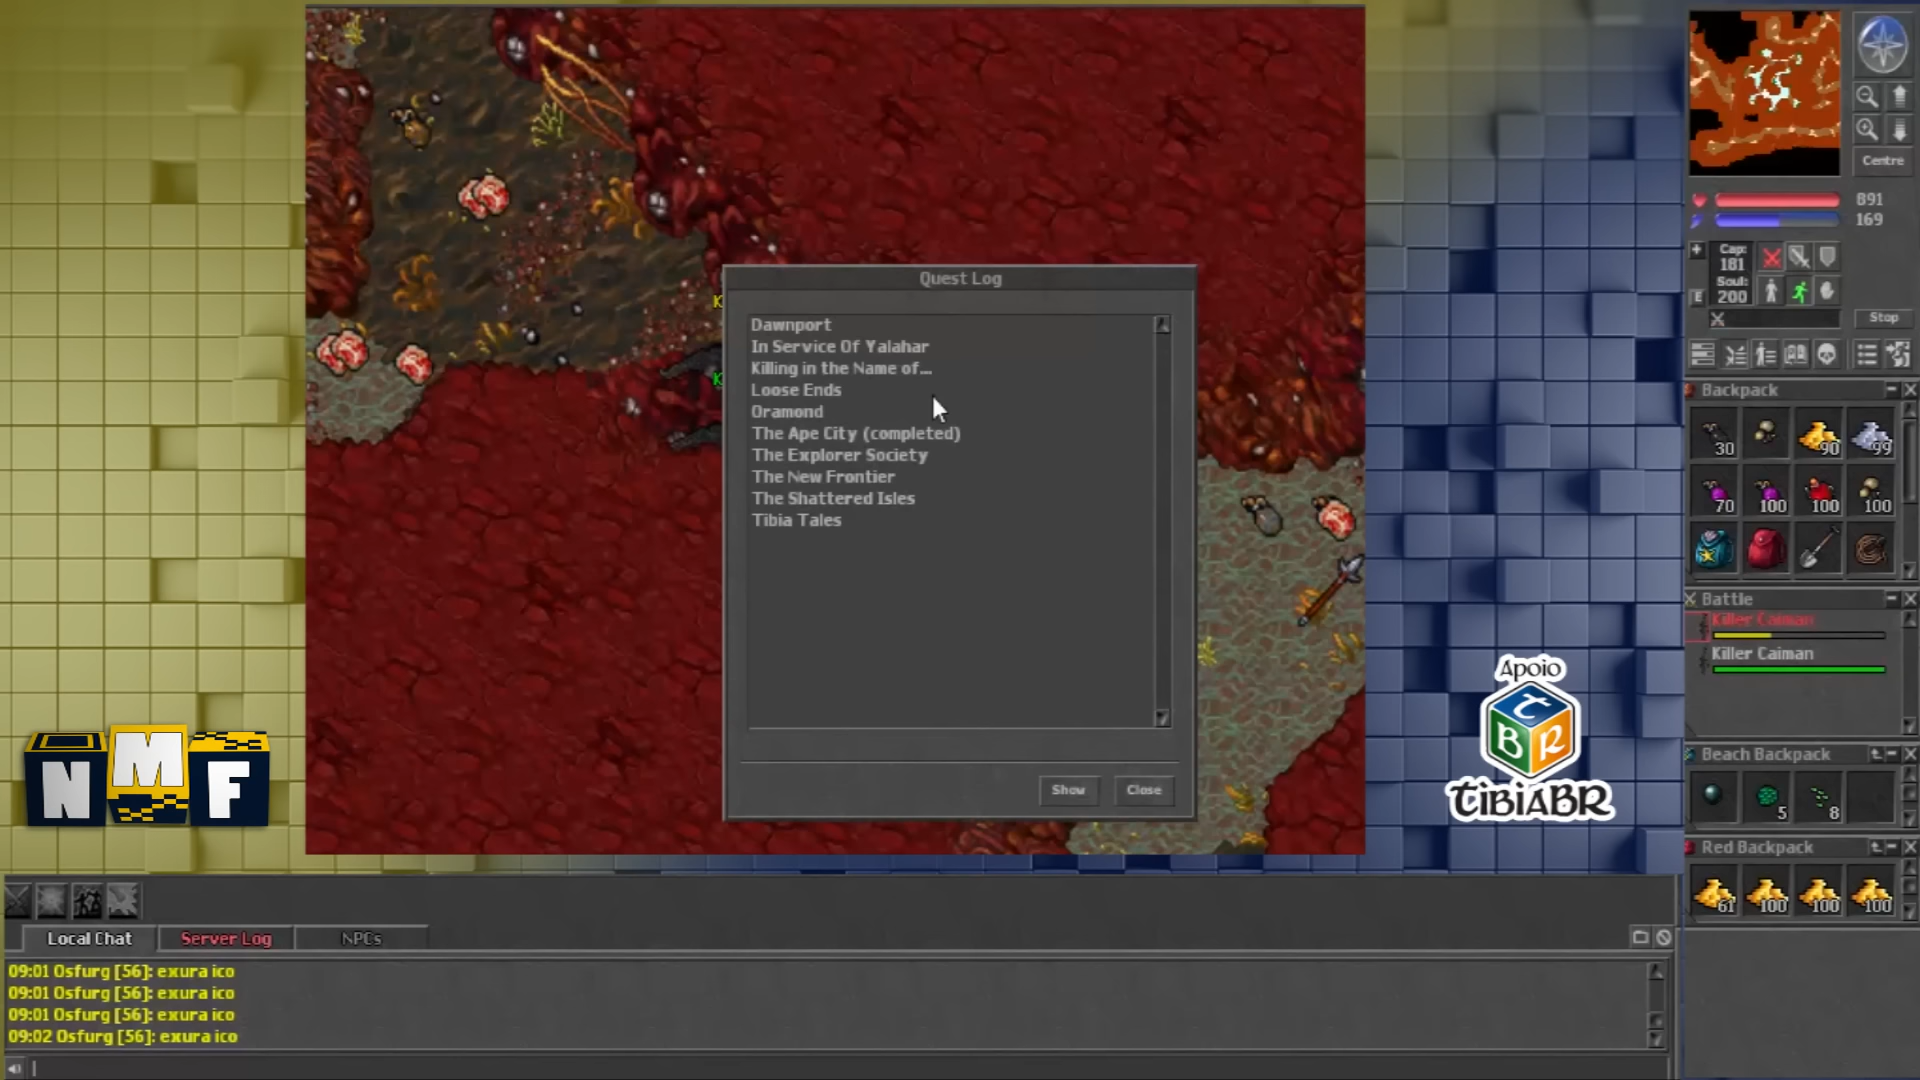 Quest Log
Dawnport
In Service Of Yalahar
Killing in the Name of...
Loose Ends
Oramond
The Ape City (completed)
The Explorer Society
The New Frontier
The Shattered Isles
Tibia Tales
Show
Close
K
K
NMF
Apoio
TBR
TIBIABR
Centre
891
169
Cap:
181
Soul:
200
E
Stop
Backpack
30
90
99
70
100
100
100
Battle
Killer Caiman
Killer Caiman
Beach Backpack
5
8
Red Backpack
61
100
100
100
Local Chat
Server Log
NPCs
09:01 Osfurg [56]: exura ico
09:01 Osfurg [56]: exura ico
09:01 Osfurg [56]: exura ico
09:02 Osfurg [56]: exura ico